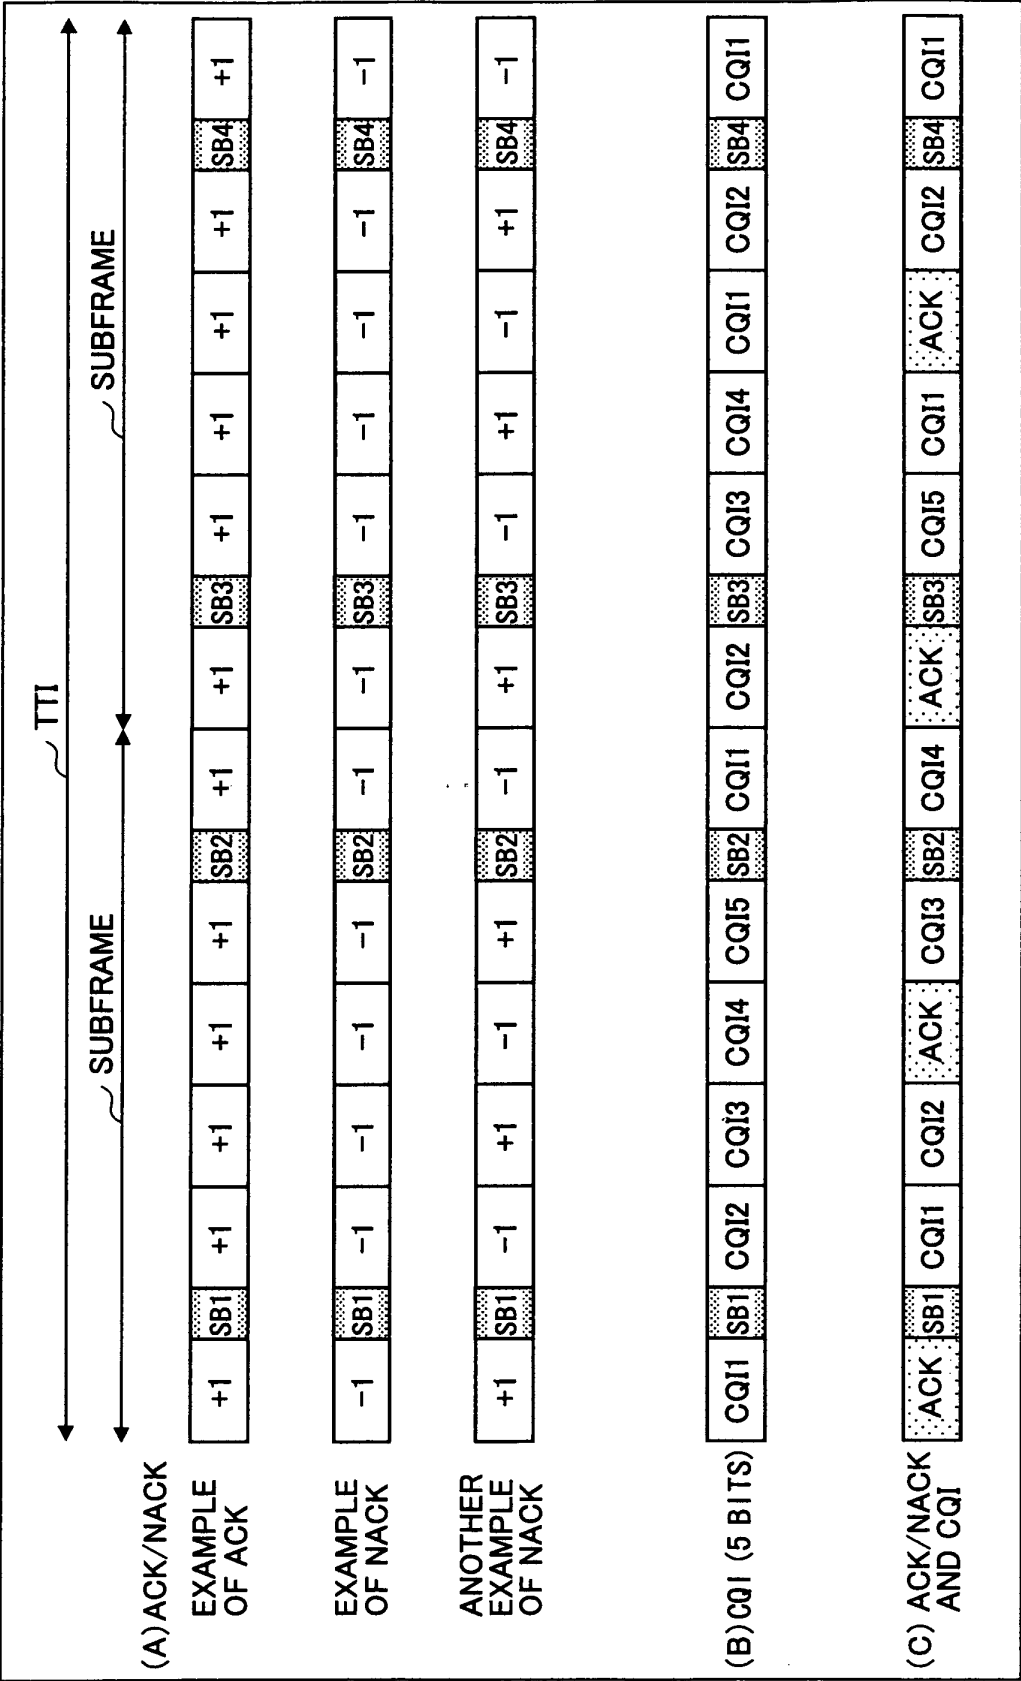 TTI
SUBFRAME SUBFRAME
(A) ACK/NACK
EXAMPLE
OF ACK
+1 SB1 +1 +1 +1 +1 SB2 +1 +1 SB3 +1 +1 +1 +1 SB4 +1
EXAMPLE
OF NACK
−1 SB1 −1 −1 −1 −1 SB2 −1 −1 SB3 −1 −1 −1 −1 SB4 −1
ANOTHER
EXAMPLE
OF NACK
+1 SB1 −1 +1 −1 +1 SB2 −1 +1 SB3 −1 +1 −1 +1 SB4 −1
(B) CQI (5 BITS)
CQI1 SB1 CQI2 CQI3 CQI4 CQI5 SB2 CQI1 CQI2 SB3 CQI3 CQI4 CQI1 CQI2 SB4 CQI1
(C) ACK/NACK
AND CQI
ACK SB1 CQI1 CQI2 ACK CQI3 SB2 CQI4 ACK SB3 CQI5 CQI1 ACK CQI2 SB4 CQI1